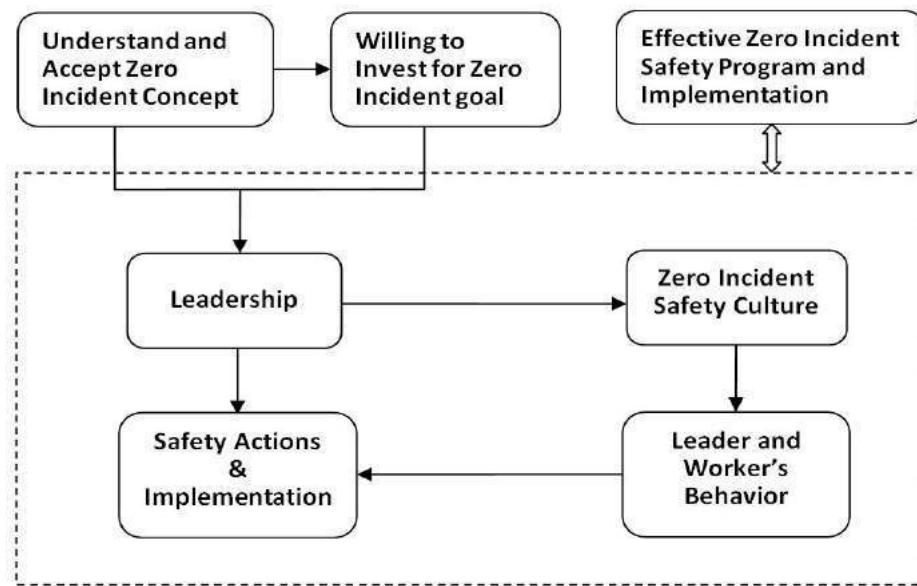 Understand and
Accept Zero
Incident Concept
Willing to
Invest for Zero
Incident goal
Effective Zero Incident
Safety Program and
Implementation
Leadership
Zero Incident
Safety Culture
Safety Actions
&
Implementation
Leader and
Worker’s
Behavior